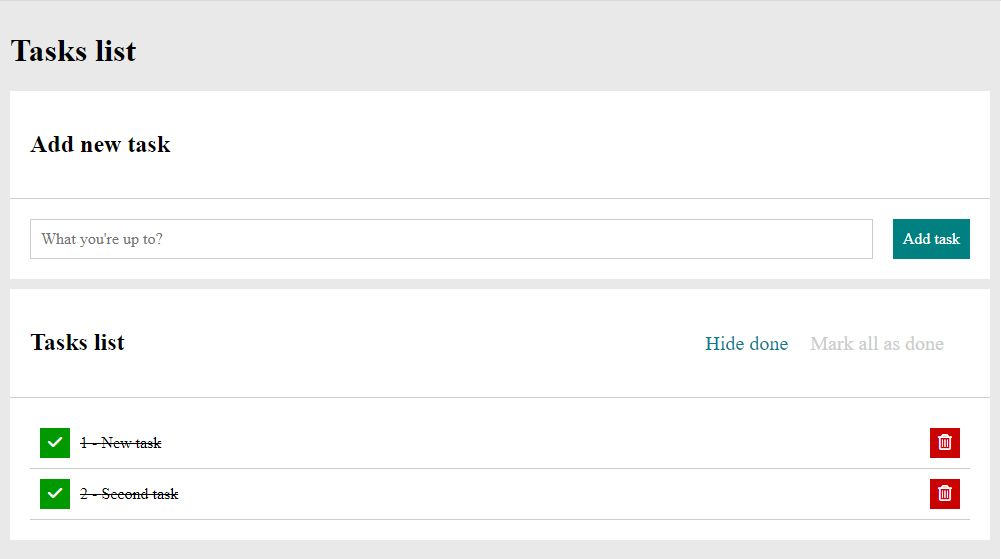 Tasks list
Add new task
What you're up to?
Add task
Tasks list
Hide done
Mark all as done
1 - New task
2 - Second task